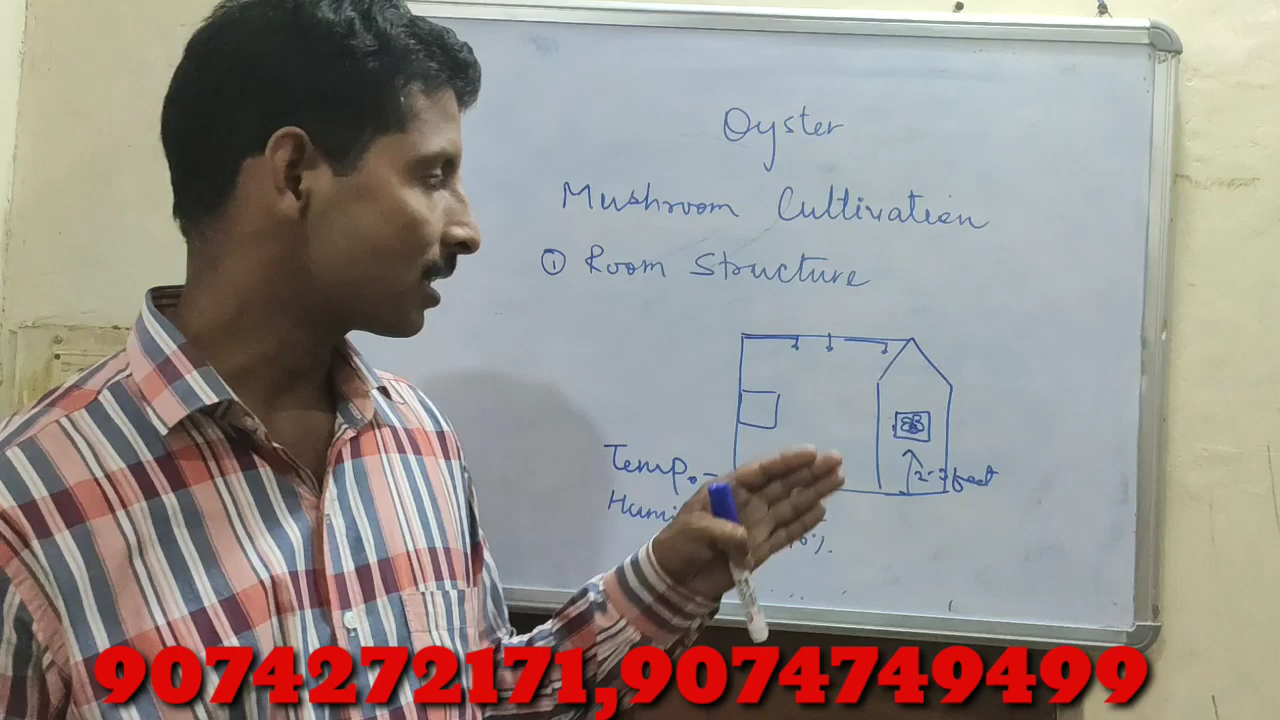 Oyster
Mushroom Cultivation
① Room Structure
2-3 feet
Temp.-
9074272171,9074749499